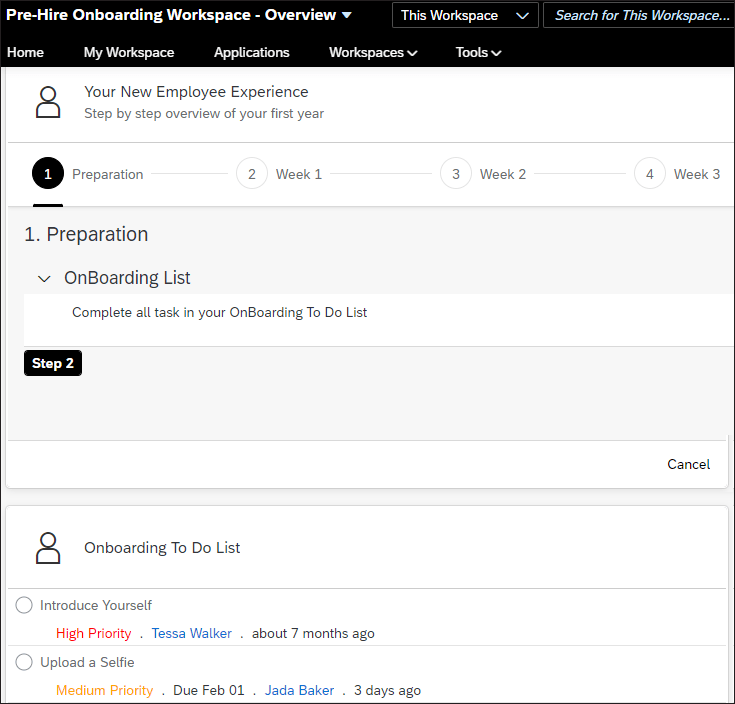 Pre-Hire Onboarding Workspace - Overview This Workspace Search for This Workspace...
Home My Workspace Applications Workspaces Tools
Your New Employee Experience
Step by step overview of your first year
1 Preparation 2 Week 1 3 Week 2 4 Week 3
1. Preparation
OnBoarding List
Complete all task in your OnBoarding To Do List
Step 2
Cancel
Onboarding To Do List
Introduce Yourself
High Priority . Tessa Walker . about 7 months ago
Upload a Selfie
Medium Priority . Due Feb 01 . Jada Baker . 3 days ago